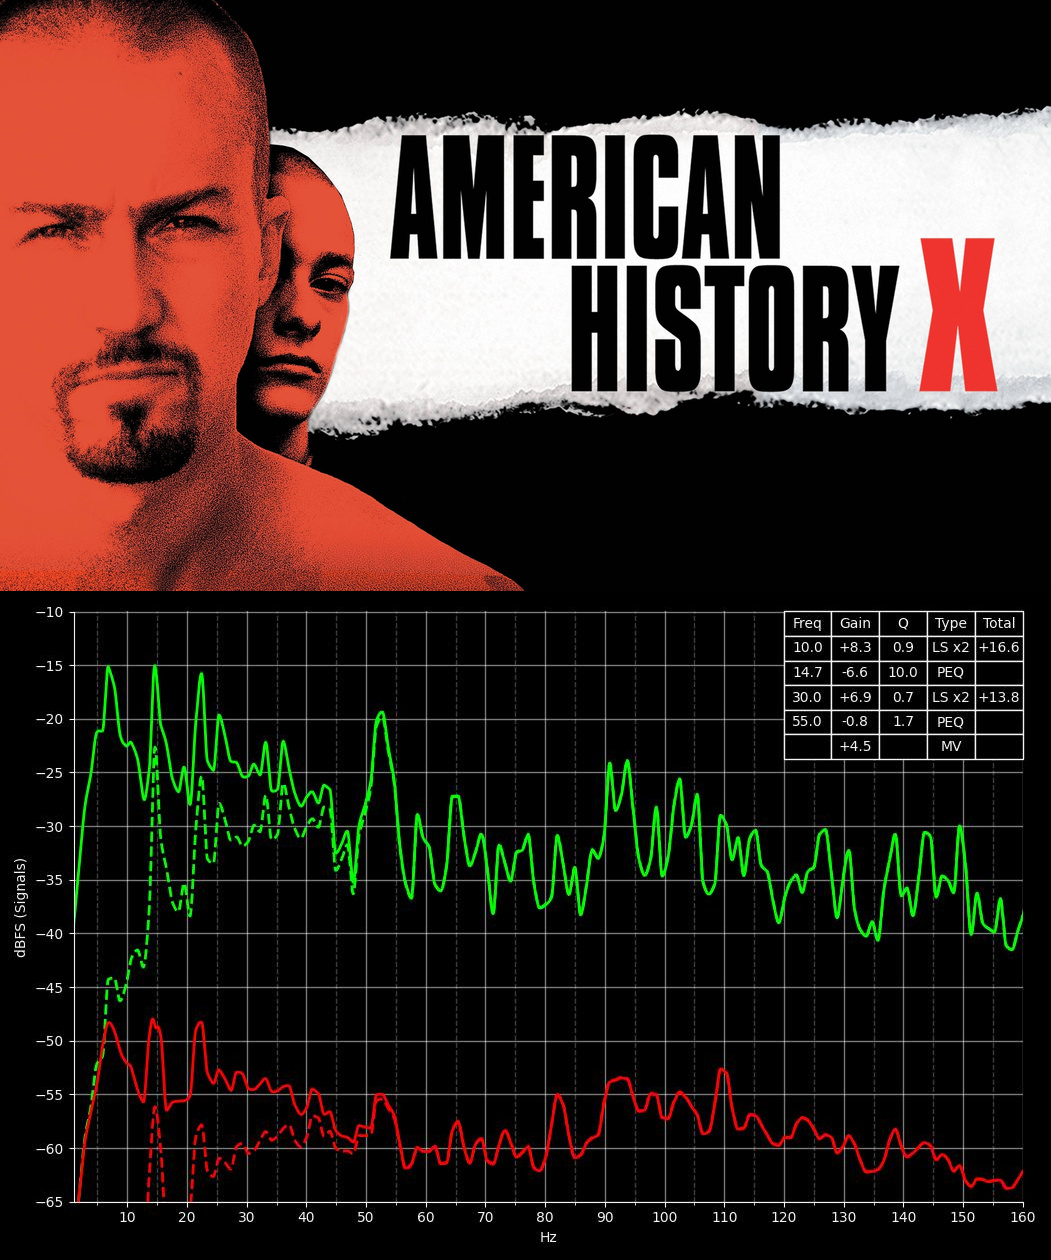 AMERICAN
HISTORY X
Freq Gain Q Type Total
10.0 +8.3 0.9 LS x2 +16.6
14.7 -6.6 10.0 PEQ
30.0 +6.9 0.7 LS x2 +13.8
55.0 -0.8 1.7 PEQ
+4.5 MV
dBFS (Signals)
−10
−15
−20
−25
−30
−35
−40
−45
−50
−55
−60
−65
10 20 30 40 50 60 70 80 90 100 110 120 130 140 150 160
Hz